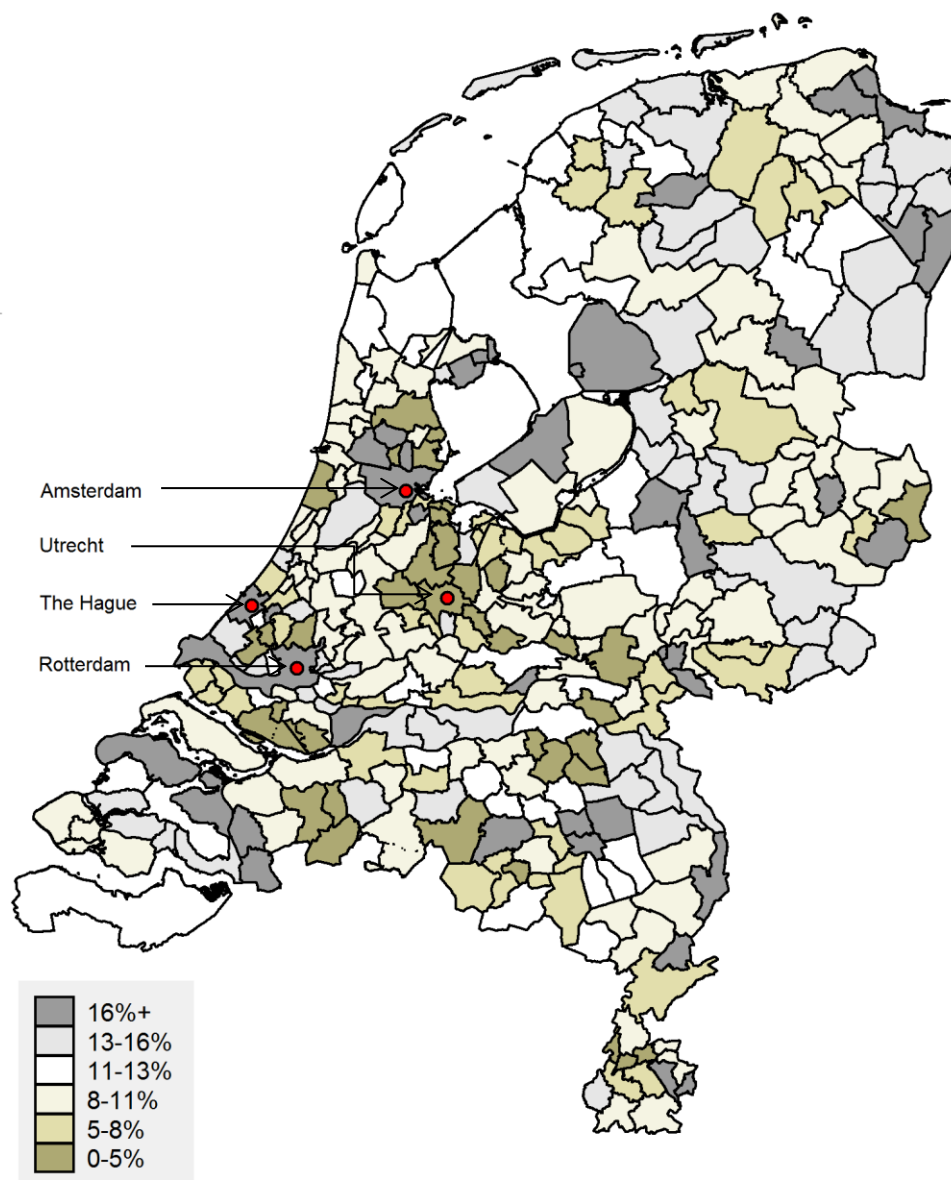 Amsterdam
Utrecht
The Hague
Rotterdam
16%+
13-16%
11-13%
8-11%
5-8%
0-5%